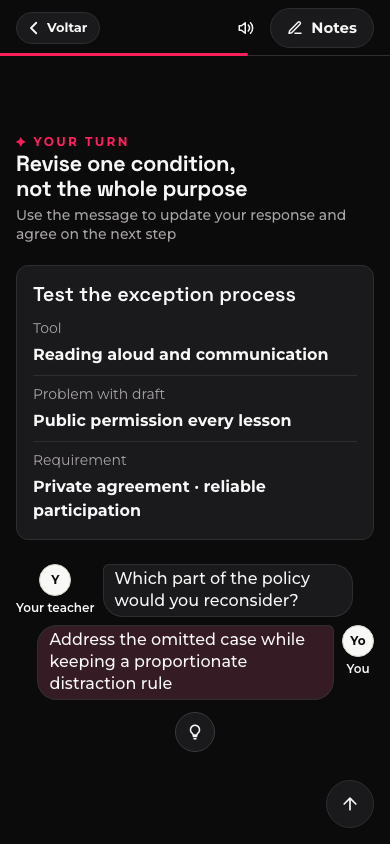 Voltar
Notes
YOUR TURN
Revise one condition,
not the whole purpose
Use the message to update your response and
agree on the next step
Test the exception process
Tool
Reading aloud and communication
Problem with draft
Public permission every lesson
Requirement
Private agreement · reliable
participation
Y
Your teacher
Which part of the policy
would you reconsider?
Address the omitted case while
keeping a proportionate
distraction rule
Yo
You